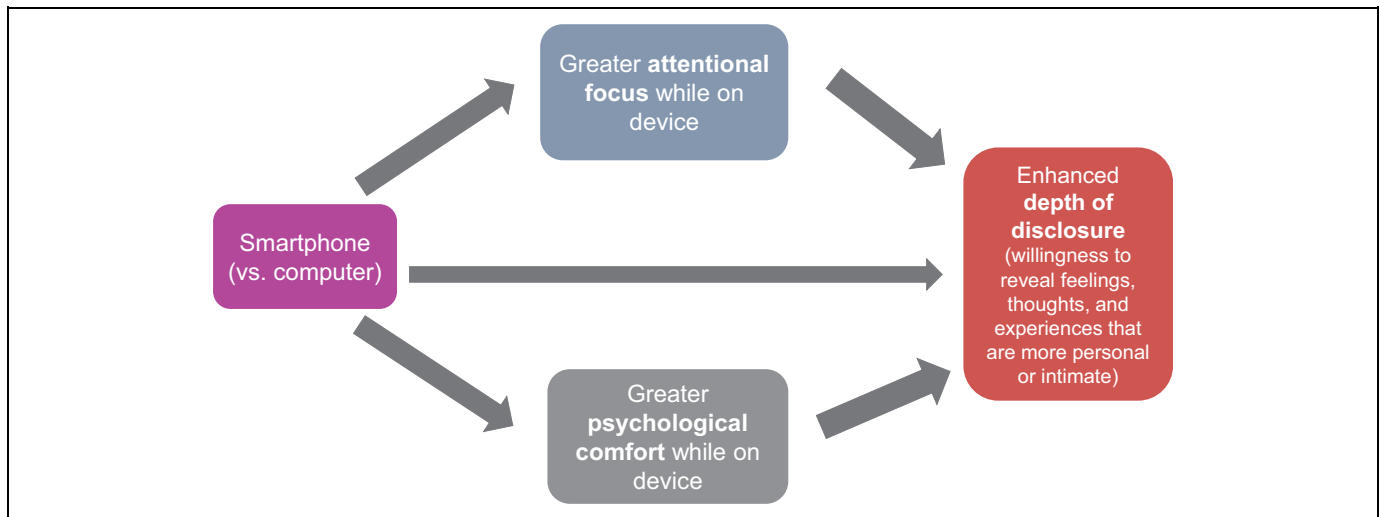 Greater attentional
focus while on
device
Smartphone
(vs. computer)
Enhanced
depth of
disclosure
(willingness to
reveal feelings,
thoughts, and
experiences that
are more personal
or intimate)
Greater
psychological
comfort while on
device